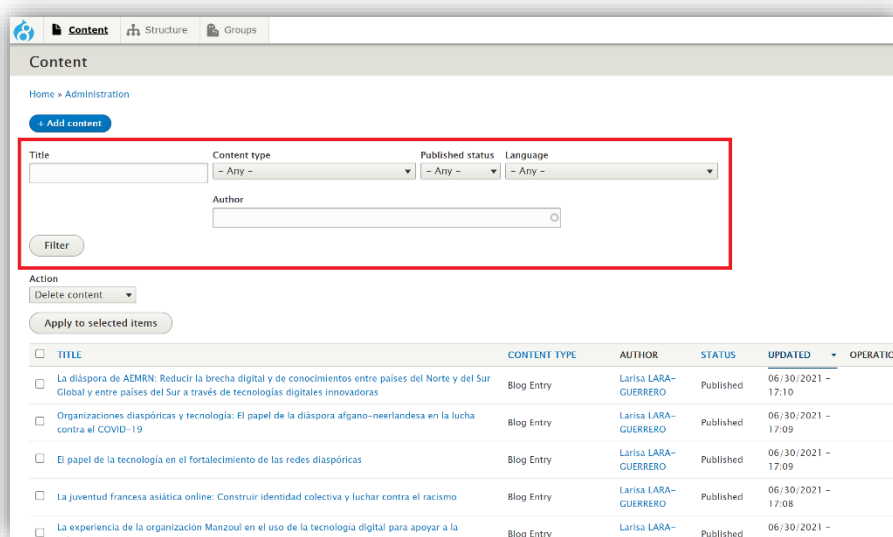 Content Structure Groups
Content
Home » Administration
+ Add content
Title Content type Published status Language
- Any - - Any - - Any -
Author
Filter
Action
Delete content
Apply to selected items
TITLE CONTENT TYPE AUTHOR STATUS UPDATED OPERATIO
La diáspora de AEMRN: Reducir la brecha digital y de conocimientos entre países del Norte y del Sur
Global y entre países del Sur a través de tecnologías digitales innovadoras
Blog Entry
Larisa LARA-
GUERRERO
Published
06/30/2021 –
17:10
Organizaciones diaspóricas y tecnología: El papel de la diáspora afgano-neerlandesa en la lucha
contra el COVID-19
Blog Entry
Larisa LARA-
GUERRERO
Published
06/30/2021 –
17:09
El papel de la tecnología en el fortalecimiento de las redes diaspóricas
Blog Entry
Larisa LARA-
GUERRERO
Published
06/30/2021 –
17:09
La juventud francesa asiática online: Construir identidad colectiva y luchar contra el racismo
Blog Entry
Larisa LARA-
GUERRERO
Published
06/30/2021 –
17:08
La experiencia de la organización Manzoul en el uso de la tecnología digital para apoyar a la
Blog Entry
Larisa LARA-
Published
06/30/2021 –